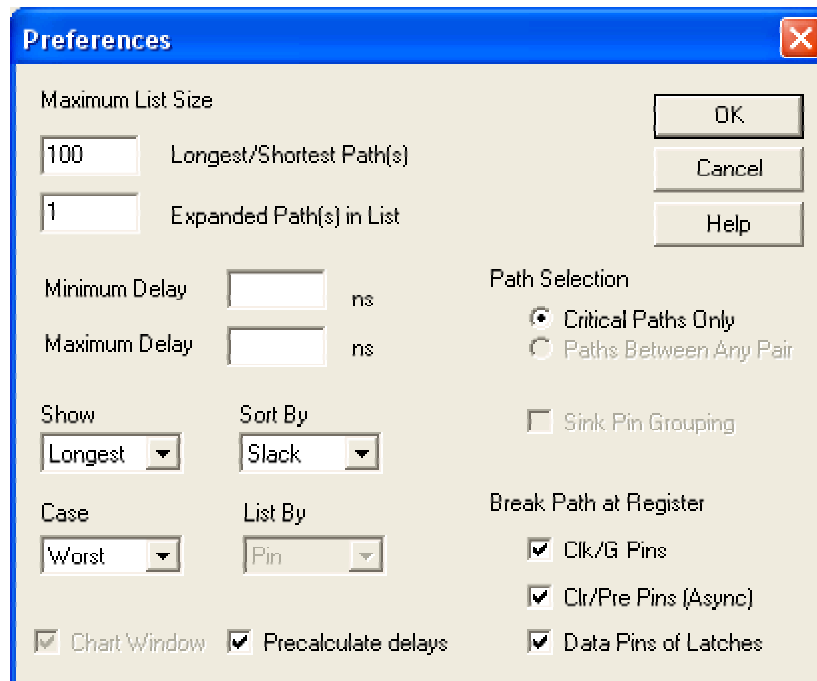 Preferences
Maximum List Size
100 Longest/Shortest Path(s)
1 Expanded Path(s) in List
OK
Cancel
Help
Minimum Delay ns
Maximum Delay ns
Path Selection
Critical Paths Only
Paths Between Any Pair
Sink Pin Grouping
Show
Longest
Sort By
Slack
Case
Worst
List By
Pin
Break Path at Register
Clk/G Pins
Clr/Pre Pins (Async)
Data Pins of Latches
Chart Window
Precalculate delays